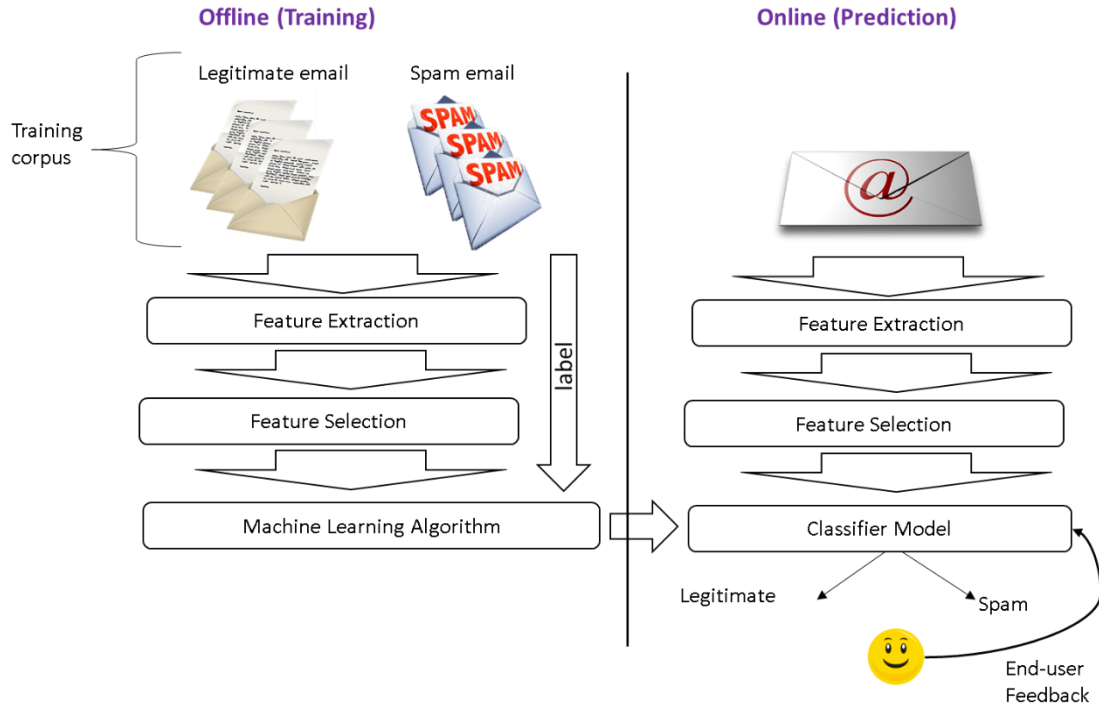 Offline (Training)
Online (Prediction)
Legitimate email
Spam email
Training
corpus
SPAM
SPAM
SPAM
@
Feature Extraction
Feature Extraction
label
Feature Selection
Feature Selection
Machine Learning Algorithm
Classifier Model
Legitimate
Spam
End-user
Feedback